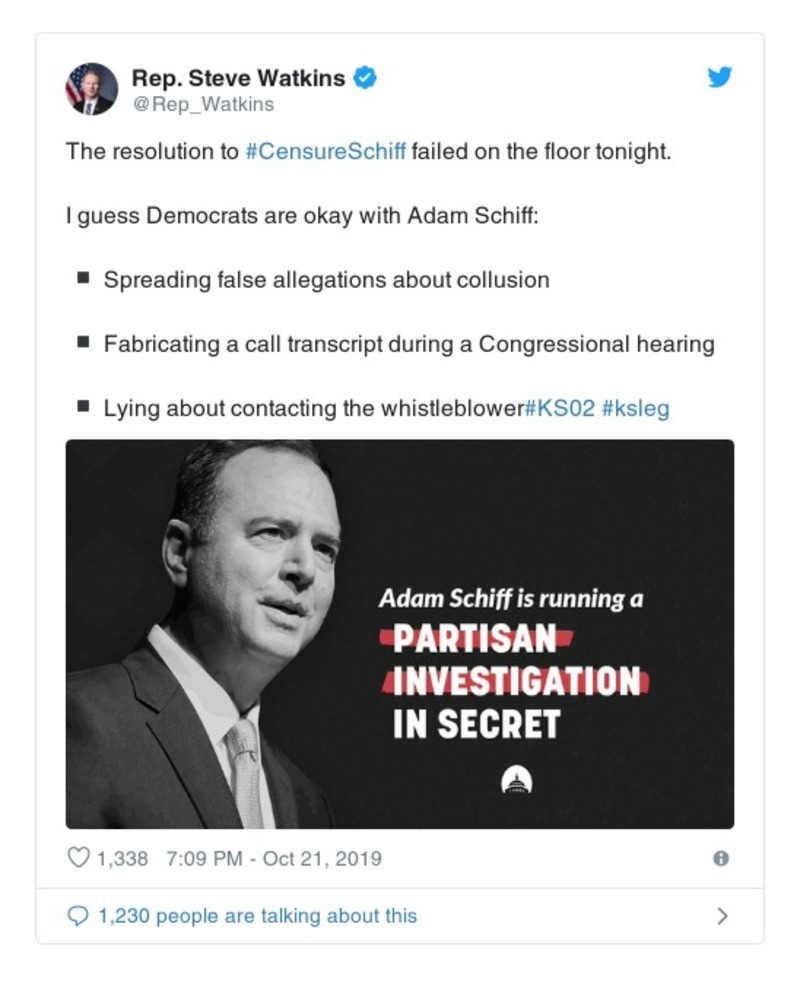 Rep. Steve Watkins
@Rep_Watkins
The resolution to #CensureSchiff failed on the floor tonight.
I guess Democrats are okay with Adam Schiff:
▪ Spreading false allegations about collusion
▪ Fabricating a call transcript during a Congressional hearing
▪ Lying about contacting the whistleblower#KS02 #ksleg
Adam Schiff is running a
PARTISAN
INVESTIGATION
IN SECRET
1,338 7:09 PM - Oct 21, 2019
1,230 people are talking about this